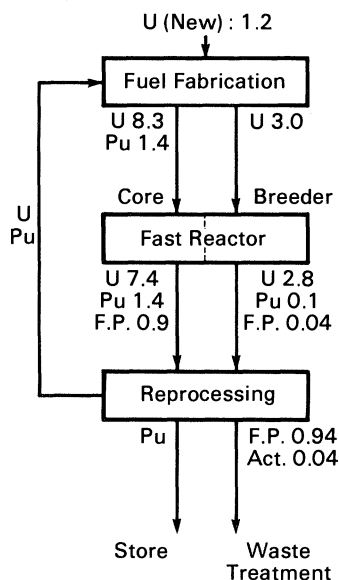 U (New) : 1.2
Fuel Fabrication
U 8.3
Pu 1.4
U 3.0
Core
Breeder
U
Pu
Fast Reactor
U 7.4
Pu 1.4
F.P. 0.9
U 2.8
Pu 0.1
F.P. 0.04
Reprocessing
Pu
F.P. 0.94
Act. 0.04
Store
Waste
Treatment